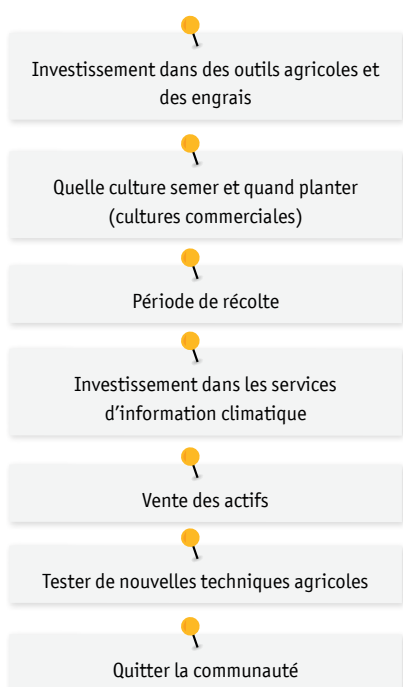 Investissement dans des outils agricoles et
des engrais
Quelle culture semer et quand planter
(cultures commerciales)
Période de récolte
Investissement dans les services
d’information climatique
Vente des actifs
Tester de nouvelles techniques agricoles
Quitter la communauté